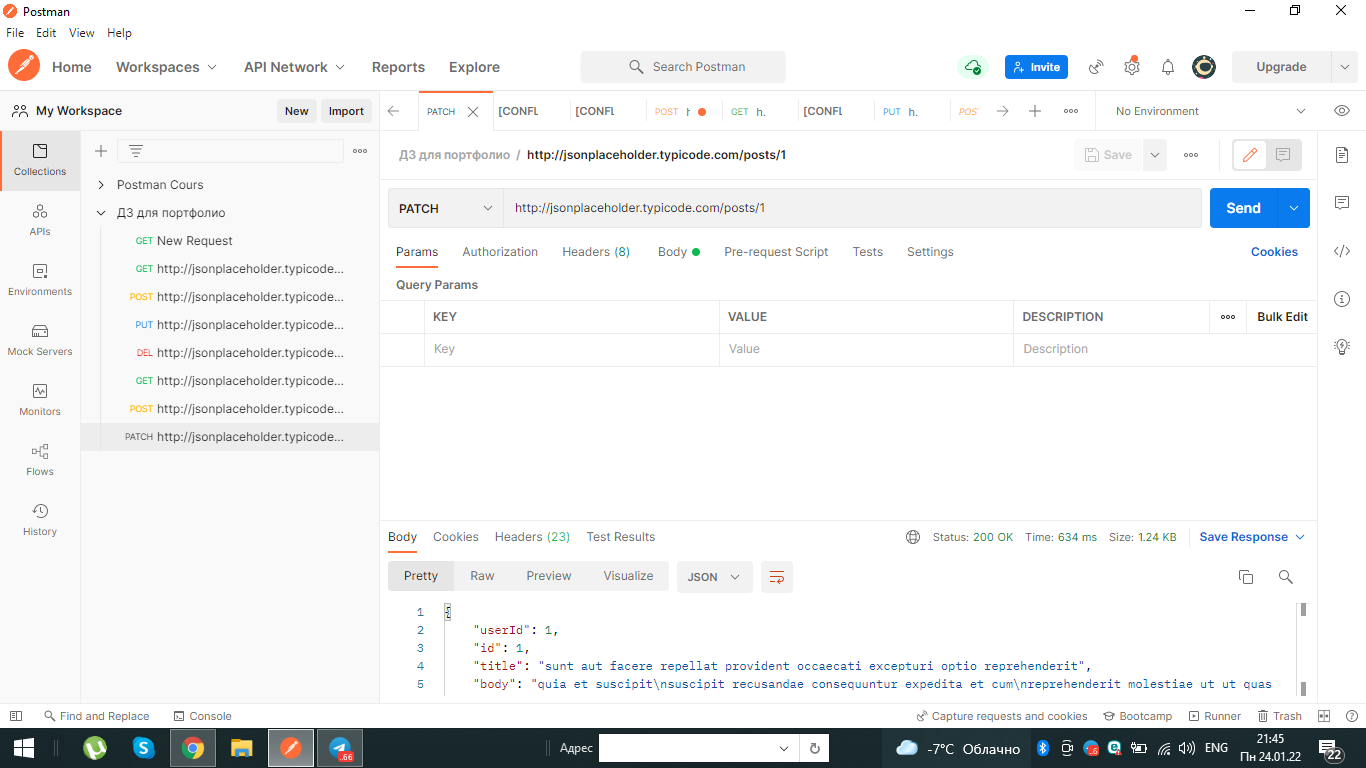 Postman
File Edit View Help
Home Workspaces API Network Reports Explore Search Postman Invite Upgrade
My Workspace New Import
PATCH [CONFL [CONFL POST GET h. [CONFL PUT h. POS No Environment
Collections
APIs
Environments
Mock Servers
Monitors
Flows
History
Postman Cours
ДЗ для портфолио
GET New Request
GET http://jsonplaceholder.typicode...
POST http://jsonplaceholder.typicode...
PUT http://jsonplaceholder.typicode...
DEL http://jsonplaceholder.typicode...
GET http://jsonplaceholder.typicode...
POST http://jsonplaceholder.typicode...
PATCH http://jsonplaceholder.typicode...
ДЗ для портфолио / http://jsonplaceholder.typicode.com/posts/1 Save
PATCH http://jsonplaceholder.typicode.com/posts/1 Send
Params Authorization Headers (8) Body Pre-request Script Tests Settings Cookies
Query Params
KEY VALUE DESCRIPTION Bulk Edit
Key Value Description
Body Cookies Headers (23) Test Results Status: 200 OK Time: 634 ms Size: 1.24 KB Save Response
Pretty Raw Preview Visualize JSON
1 {
2 "userId": 1,
3 "id": 1,
4 "title": "sunt aut facere repellat provident occaecati excepturi optio reprehenderit",
5 "body": "quia et suscipit\nsuscipit recusandae consequuntur expedita et cum\nreprehenderit molestiae ut ut quas
Find and Replace Console Capture requests and cookies Bootcamp Runner Trash
.66 Адрес -7°C Облачно ENG 21:45
Пн 24.01.22 22